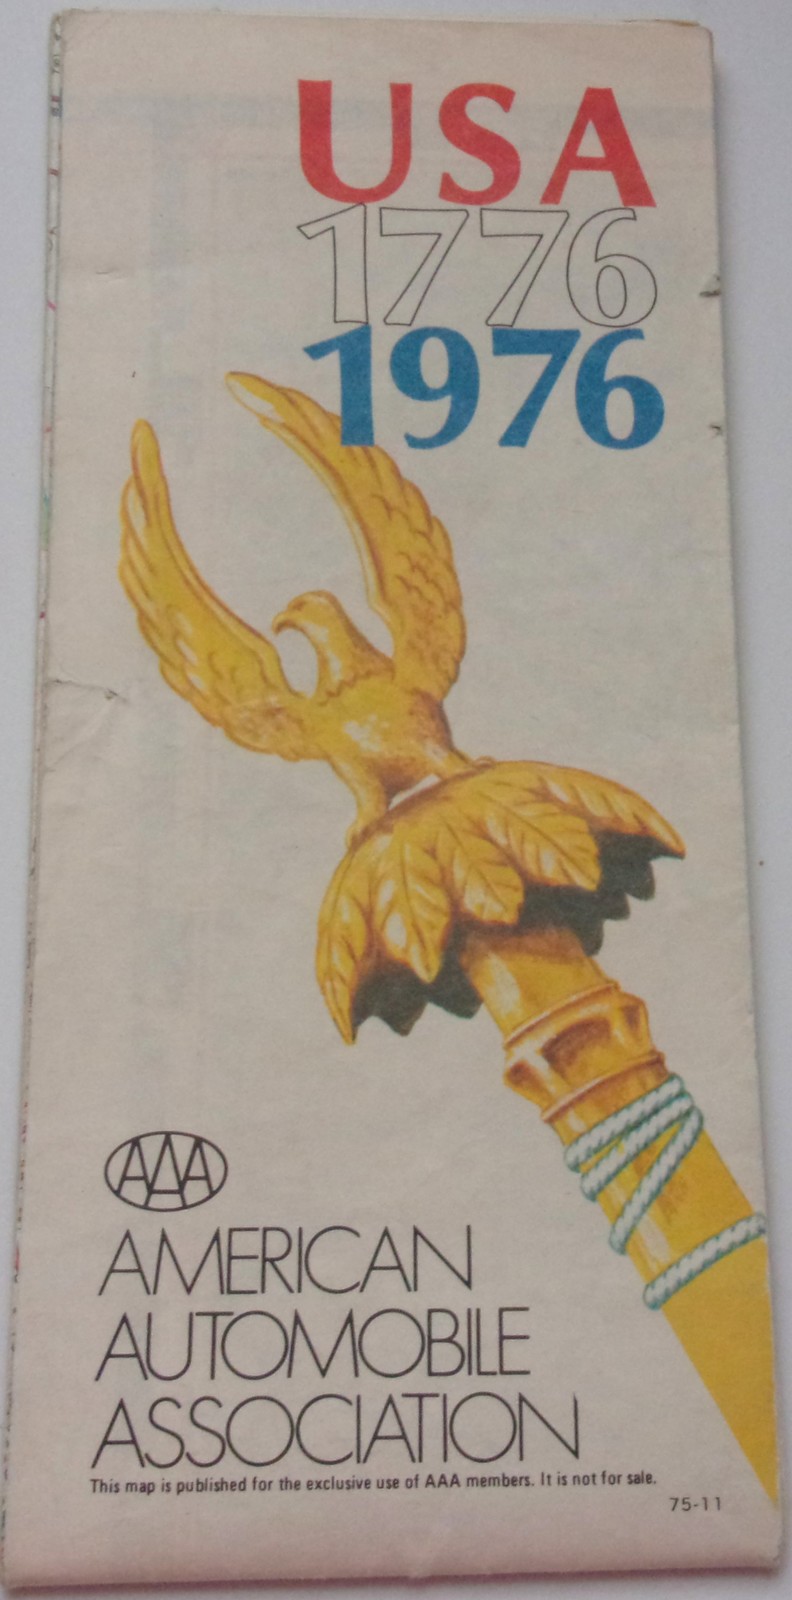 USA
1776
1976
AAA
AMERICAN
AUTOMOBILE
ASSOCIATION
This map is published for the exclusive use of AAA members. It is not for sale.
75-11